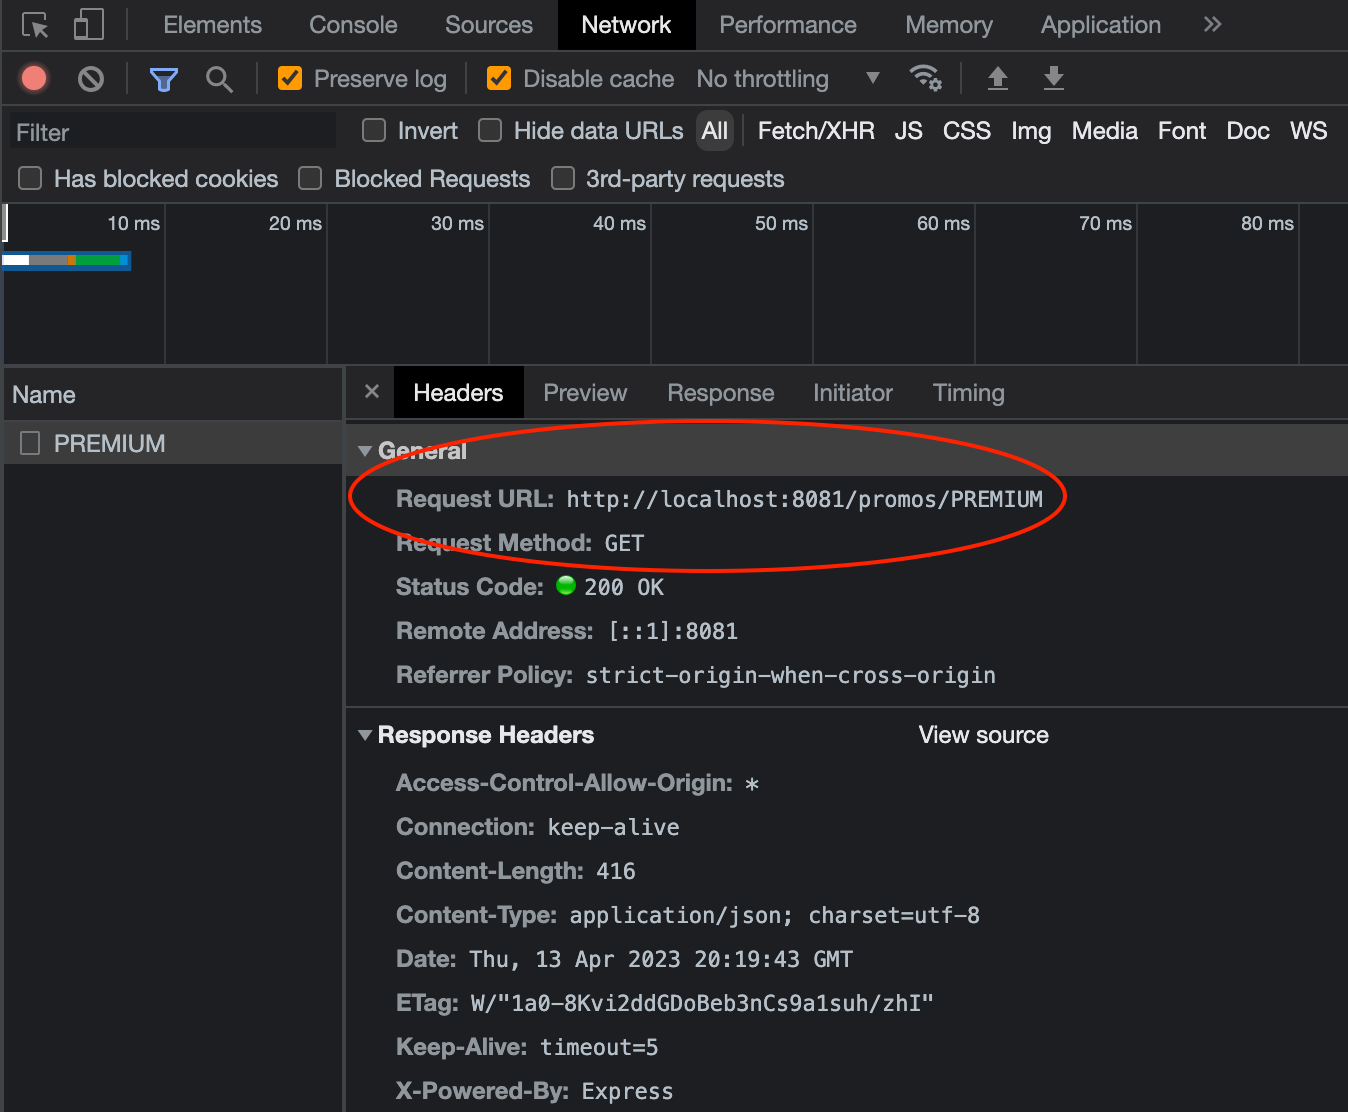 Elements Console Sources Network Performance Memory Application
Preserve log Disable cache No throttling
Filter Invert Hide data URLs All Fetch/XHR JS CSS Img Media Font Doc WS
Has blocked cookies Blocked Requests 3rd-party requests
10 ms 20 ms 30 ms 40 ms 50 ms 60 ms 70 ms 80 ms
Name
PREMIUM
Headers Preview Response Initiator Timing
General
Request URL: http://localhost:8081/promos/PREMIUM
Request Method: GET
Status Code: 200 OK
Remote Address: [::1]:8081
Referrer Policy: strict-origin-when-cross-origin
Response Headers View source
Access-Control-Allow-Origin: *
Connection: keep-alive
Content-Length: 416
Content-Type: application/json; charset=utf-8
Date: Thu, 13 Apr 2023 20:19:43 GMT
ETag: W/"1a0-8Kvi2ddGDoBeb3nCs9a1suh/zhI"
Keep-Alive: timeout=5
X-Powered-By: Express